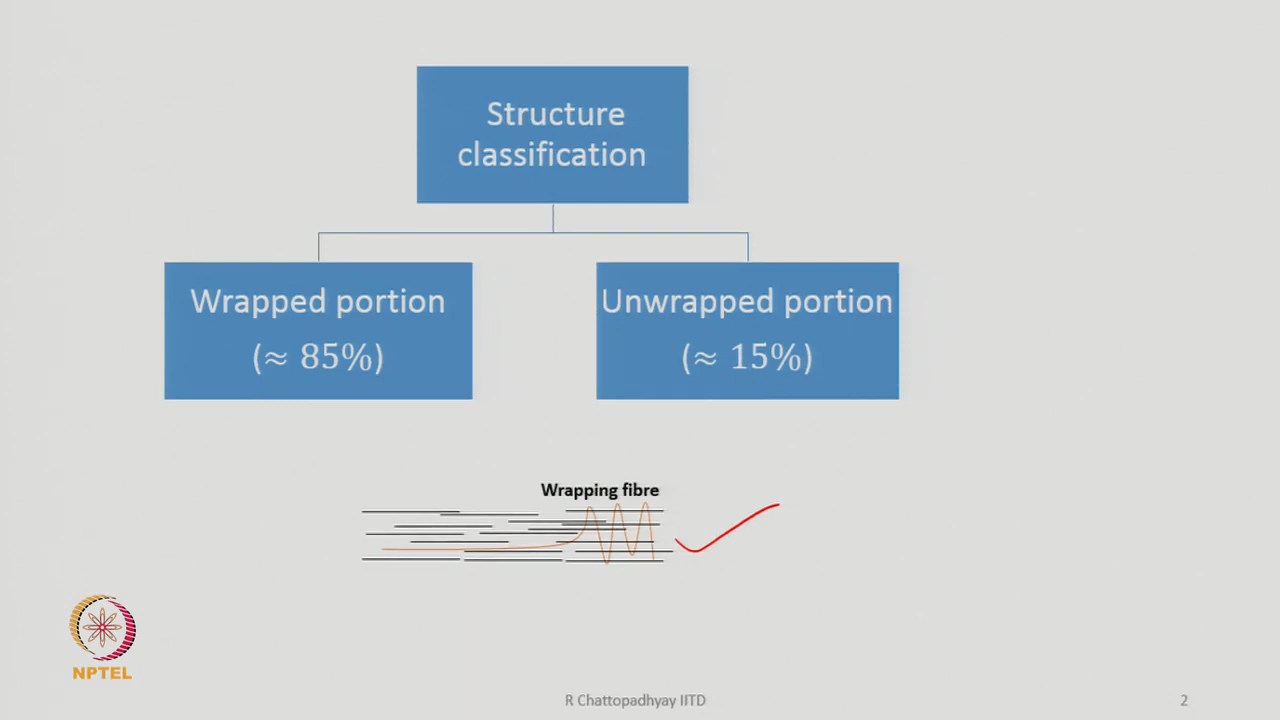 Structure
classification
Wrapped portion
(≈ 85%)
Unwrapped portion
(≈ 15%)
Wrapping fibre
NPTEL
R Chattopadhyay IITD
2